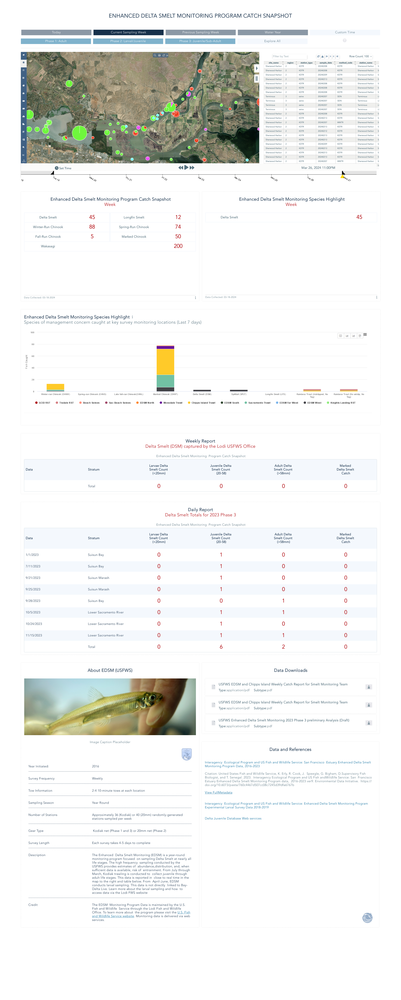 ENHANCED DELTA SMELT MONITORING PROGRAM CATCH SNAPSHOT
Today Current Sampling Week Previous Sampling Week Water Year Custom Time
Phase 1: Adult Phase 2: Larval/Juvenile Phase 3: Juvenile/Sub-Adult Explore All
Filter by Text Row Count 100
site_name region station_type sample_date method_code station_name
Sherwood Harbor 2 KDTR 20240208 KDTR Sherwood Harbor S
Sherwood Harbor 2 KDTR 20240208 KDTR Sherwood Harbor S
Sherwood Harbor 2 KDTR 20240209 KDTR Sherwood Harbor S
Sherwood Harbor 2 KDTR 20240213 KDTR Sherwood Harbor S
Sherwood Harbor 2 KDTR 20240208 KDTR Sherwood Harbor S
Sherwood Harbor 2 KDTR 20240208 KDTR Sherwood Harbor S
Sherwood Harbor 2 KDTR 20240208 KDTR Sherwood Harbor S
Terminous 3 seine 20240207 SEIN Terminous LI
Terminous 3 seine 20240207 SEIN Terminous LI
Terminous 3 seine 20240207 SEIN Terminous LI
Terminous 3 seine 20240207 SEIN Terminous LI
Sherwood Harbor 2 KDTR 20240208 KDTR Sherwood Harbor S
Sherwood Harbor 2 KDTR 20240213 KDTR Sherwood Harbor S
Sherwood Harbor 2 KDTR 20240207 MWTR Sherwood Harbor S
Sherwood Harbor 2 KDTR 20240213 KDTR Sherwood Harbor S
Sherwood Harbor 2 KDTR 20240212 KDTR Sherwood Harbor S
Sherwood Harbor 2 KDTR 20240213 KDTR Sherwood Harbor S
Sherwood Harbor 2 KDTR 20240213 KDTR Sherwood Harbor S
Sherwood Harbor 2 KDTR 20240209 KDTR Sherwood Harbor S
Sherwood Harbor 2 KDTR 20240213 KDTR Sherwood Harbor S
Sherwood Harbor 2 KDTR 20240213 KDTR Sherwood Harbor S
Sherwood Harbor 2 KDTR 20240213 KDTR Sherwood Harbor S
Sherwood Harbor 2 KDTR 20240207 MWTR Sherwood Harbor S
Set Time Mar 26, 2024 11:00PM
18 Tue 19 Wed 20 Thu 21 Fri 22 Sat 23 Mar 24 Mon 25 Tue 26 Wed 27
Enhanced Delta Smelt Monitoring Program Catch Snapshot
Week
Delta Smelt 45 Longfin Smelt 12
Winter-Run Chinook 88 Spring-Run Chinook 74
Fall-Run Chinook 5 Marked Chinook 50
Wakasagi 200
Data Collected: 03-18-2024
Enhanced Delta Smelt Monitoring Species Highlight
Week
Delta Smelt 45
Data Collected: 03-18-2024
Enhanced Delta Smelt Monitoring Species Highlight
Species of management concern caught at key survey monitoring locations (Last 7 days)
Fish Caught
100
80
60
40
20
0
Winter-run Chinook (CHNW) Spring-run Chinook (CHNS) Late fall-run Chinook(CHNL) Marked Chinook (CHNT) Delta Smelt (DSM) Splittail (SPLT) Longfin Smelt (LFS) Rainbow Trout (Adclipped, No Tag) Rainbow Trout (No adclip, No Tag)
GCID RST Tisdale RST Beach Seines Sac Beach Seines EDSM North Mossdale Trawl Chipps Island Trawl EDSM South Sacramento Trawl EDSM Far West EDSM West Knights Landing RST
Weekly Report
Delta Smelt (DSM) captured by the Lodi USFWS Office
Enhanced Delta Smelt Monitoring Program Catch Snapshot
Data Stratum Larvae Delta Smelt Count (<20mm) Juvenile Delta Smelt Count (20-58) Adult Delta Smelt Count (>58mm) Marked Delta Smelt Catch
Total 0 0 0 0
Daily Report
Delta Smelt Totals for 2023 Phase 3
Enhanced Delta Smelt Monitoring Program Catch Snapshot
Data Stratum Larvae Delta Smelt Count (<20mm) Juvenile Delta Smelt Count (20-58) Adult Delta Smelt Count (>58mm) Marked Delta Smelt Catch
1/1/2023 Suisun Bay 0 1 0 0
7/11/2023 Suisun Bay 0 1 0 0
9/21/2023 Suisun Marash 0 1 0 0
9/25/2023 Suisun Marash 0 1 0 0
9/28/2023 Suisun Bay 0 0 1 0
10/5/2023 Lower Sacramento River 0 1 1 0
10/24/2023 Lower Sacramento River 0 1 0 0
11/15/2023 Lower Sacramento River 0 1 1 0
Total 0 6 2 0
About EDSM (USFWS)
Image Caption Placeholder
Year Initiated: 2016
Survey Frequency Weekly
Tow Information 2-4 10-minute tows at each location
Sampling Season Year Round
Number of Stations Approximately 36 (Kodiak) or 40 (20mm) randomly-generated
stations sampled per week
Gear Type Kodiak net (Phase 1 and 3) or 20mm net (Phase 2)
Survey Length Each survey takes 4-5 days to complete
Description The Enhanced Delta Smelt Monitoring (EDSM) is a year-round
monitoring program focused on sampling Delta Smelt at nearly all
life stages. The high frequency sampling conducted by the
USFWS provides estimates of abundance,distribution, and, when
sufficient data is available, risk of entrainment. From July through
March, Kodiak trawling is conducted to collect juvenile through
adult life stages. This data is reported in close to real time in the
map to the right and table below. From April-June, EDSM
conducts larval sampling. This data is not directly linked to Bay-
Delta Live. Learn more about the larval sampling and how to
access data via the Lodi FWS website
Credit The EDSM Monitoring Program Data is maintained by the U.S.
Fish and Wildlife Service through the Lodi Fish and Wildlife
Office. To learn more about the program please visit the U.S. Fish
and Wildlife Service website. Monitoring data is delivered via web
services.
Data Downloads
USFWS EDSM and Chipps Island Weekly Catch Report for Smelt Monitoring Team
Type:application/pdf Subtype:pdf
USFWS EDSM and Chipps Island Weekly Catch Report for Smelt Monitoring Team
Type:application/pdf Subtype:pdf
USFWS Enhanced Delta Smelt Monitoring 2023 Phase 3 preliminary Analysis (Draft)
Type:application/pdf Subtype:pdf
Data and References
Interagency Ecological Program and US Fish and Wildlife Service: San Francisco Estuary Enhanced Delta Smelt
Monitoring Program Data, 2016-2023
Citation: United States Fish and Wildlife Service, K. Erly, R. Cook, J. Speegle, G. Bigham, D.Supervisory Fish
Biologist, and T. Senegal. 2023. Interagency Ecological Program and US Fish andWildlife Service: San Francisco
Estuary Enhanced Delta Smelt Monitoring Program data, 2016-2023 ver9. Environmental Data Initiative. https://
doi.org/10.6073/pasta/760c4467d507cc08c7245d39dfa6767b
View FullMetadata
Interagency Ecological Program and US Fish and Wildlife Service: Enhanced Delta Smelt Monitoring Program
Experimental Larval Survey Data 2018-2019
Delta Juvenile Database Web services